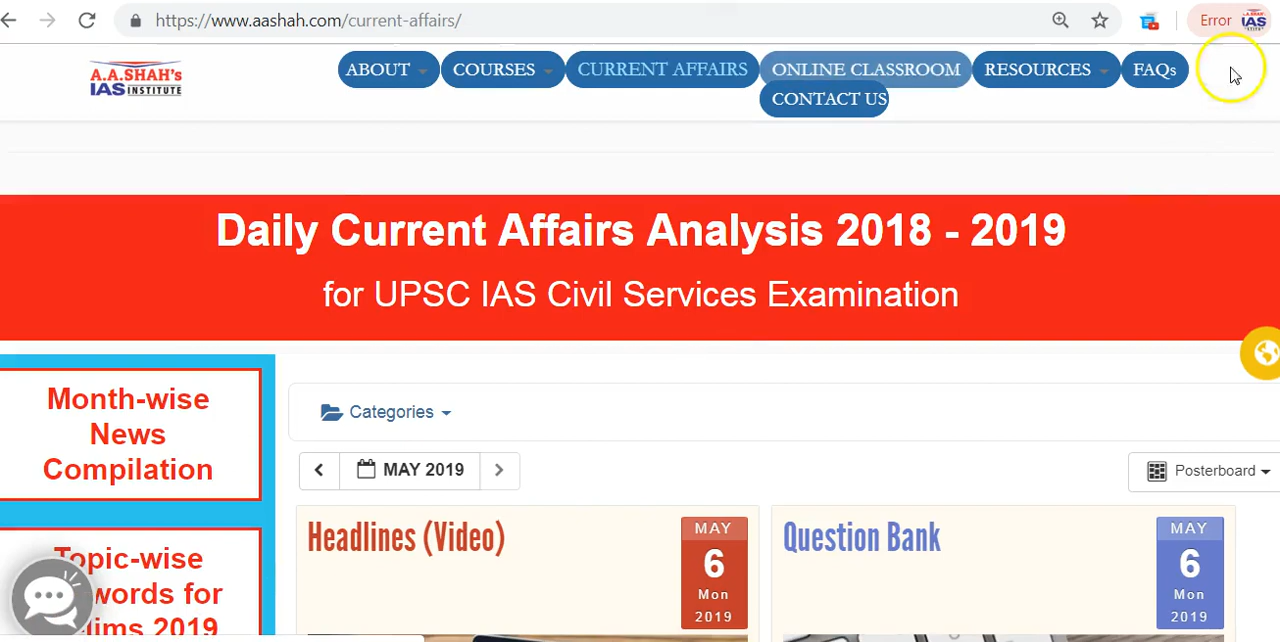 https://www.aashah.com/current-affairs/
Error
IAS
A.A.SHAH's
IAS INSTITUTE
ABOUT
COURSES
CURRENT AFFAIRS
ONLINE CLASSROOM
RESOURCES
FAQs
CONTACT US
Daily Current Affairs Analysis 2018 - 2019
for UPSC IAS Civil Services Examination
Month-wise
News
Compilation
Topic-wise
2019
Categories
MAY 2019
Posterboard
Headlines (Video)
MAY
6
Mon
2019
Question Bank
MAY
6
Mon
2019